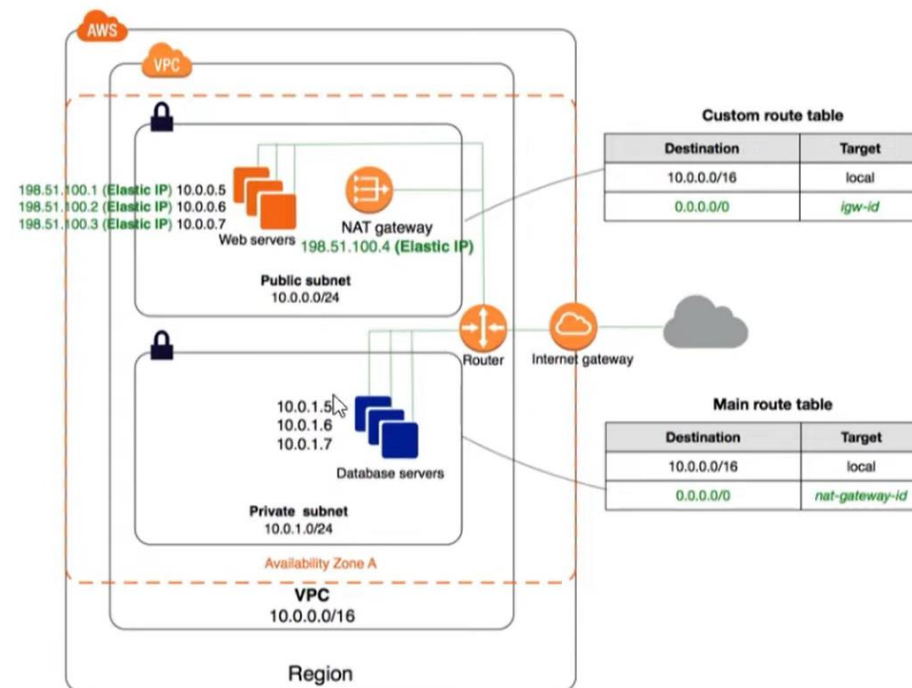 AWS
VPC
198.51.100.1 (Elastic IP) 10.0.0.5
198.51.100.2 (Elastic IP) 10.0.0.6
198.51.100.3 (Elastic IP) 10.0.0.7
Web servers
NAT gateway
198.51.100.4 (Elastic IP)
Public subnet
10.0.0.0/24
Custom route table
Destination Target
10.0.0.0/16 local
0.0.0.0/0 igw-id
Router
Internet gateway
10.0.1.5
10.0.1.6
10.0.1.7
Database servers
Private subnet
10.0.1.0/24
Main route table
Destination Target
10.0.0.0/16 local
0.0.0.0/0 nat-gateway-id
Availability Zone A
VPC
10.0.0.0/16
Region